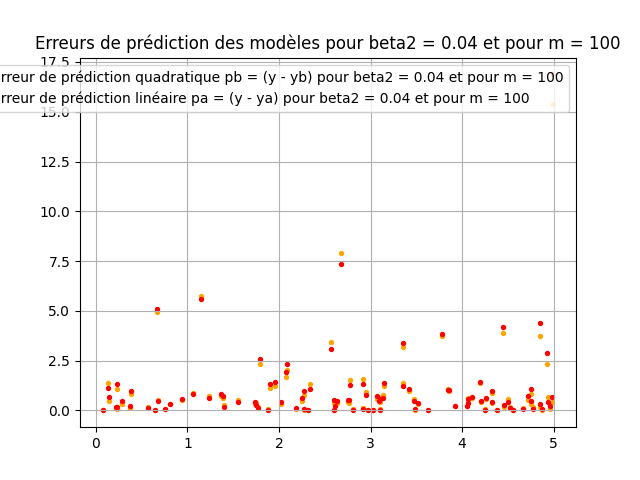 Erreurs de prédiction des modèles pour beta2 = 0.04 et pour m = 100
rreur de prédiction quadratique pb = (y - yb) pour beta2 = 0.04 et pour m = 100
rreur de prédiction linéaire pa = (y - ya) pour beta2 = 0.04 et pour m = 100
17.5
15.0
12.5
10.0
7.5
5.0
2.5
0.0
0 1 2 3 4 5